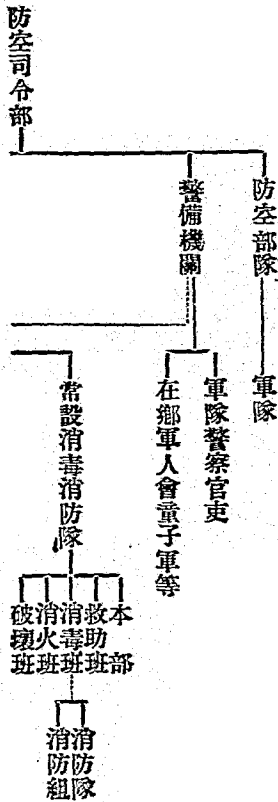 防空司令部
防空部隊
軍隊
警備機關
軍隊警察官吏
在鄉軍人會童子軍等
常設消毒消防隊
本部
救助班
消毒班
消火班
破壞班
消防隊
消防組